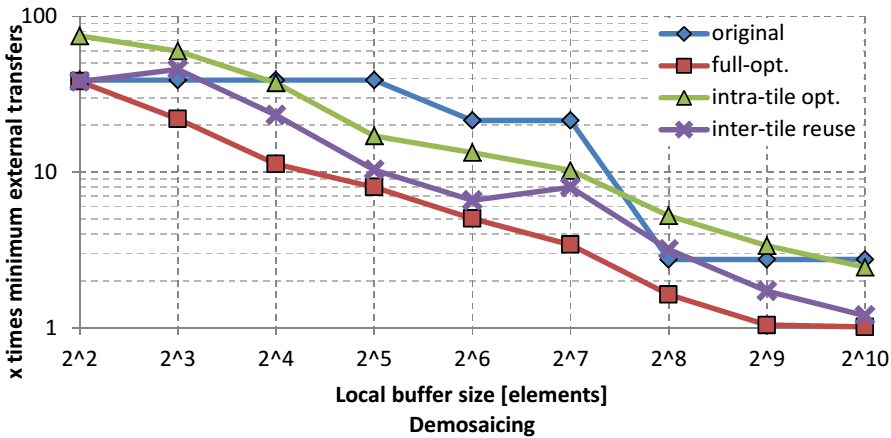 100
10
1
x times minimum external transfers
original
full-opt.
intra-tile opt.
inter-tile reuse
2^2 2^3 2^4 2^5 2^6 2^7 2^8 2^9 2^10
Local buffer size [elements]
Demosaicing